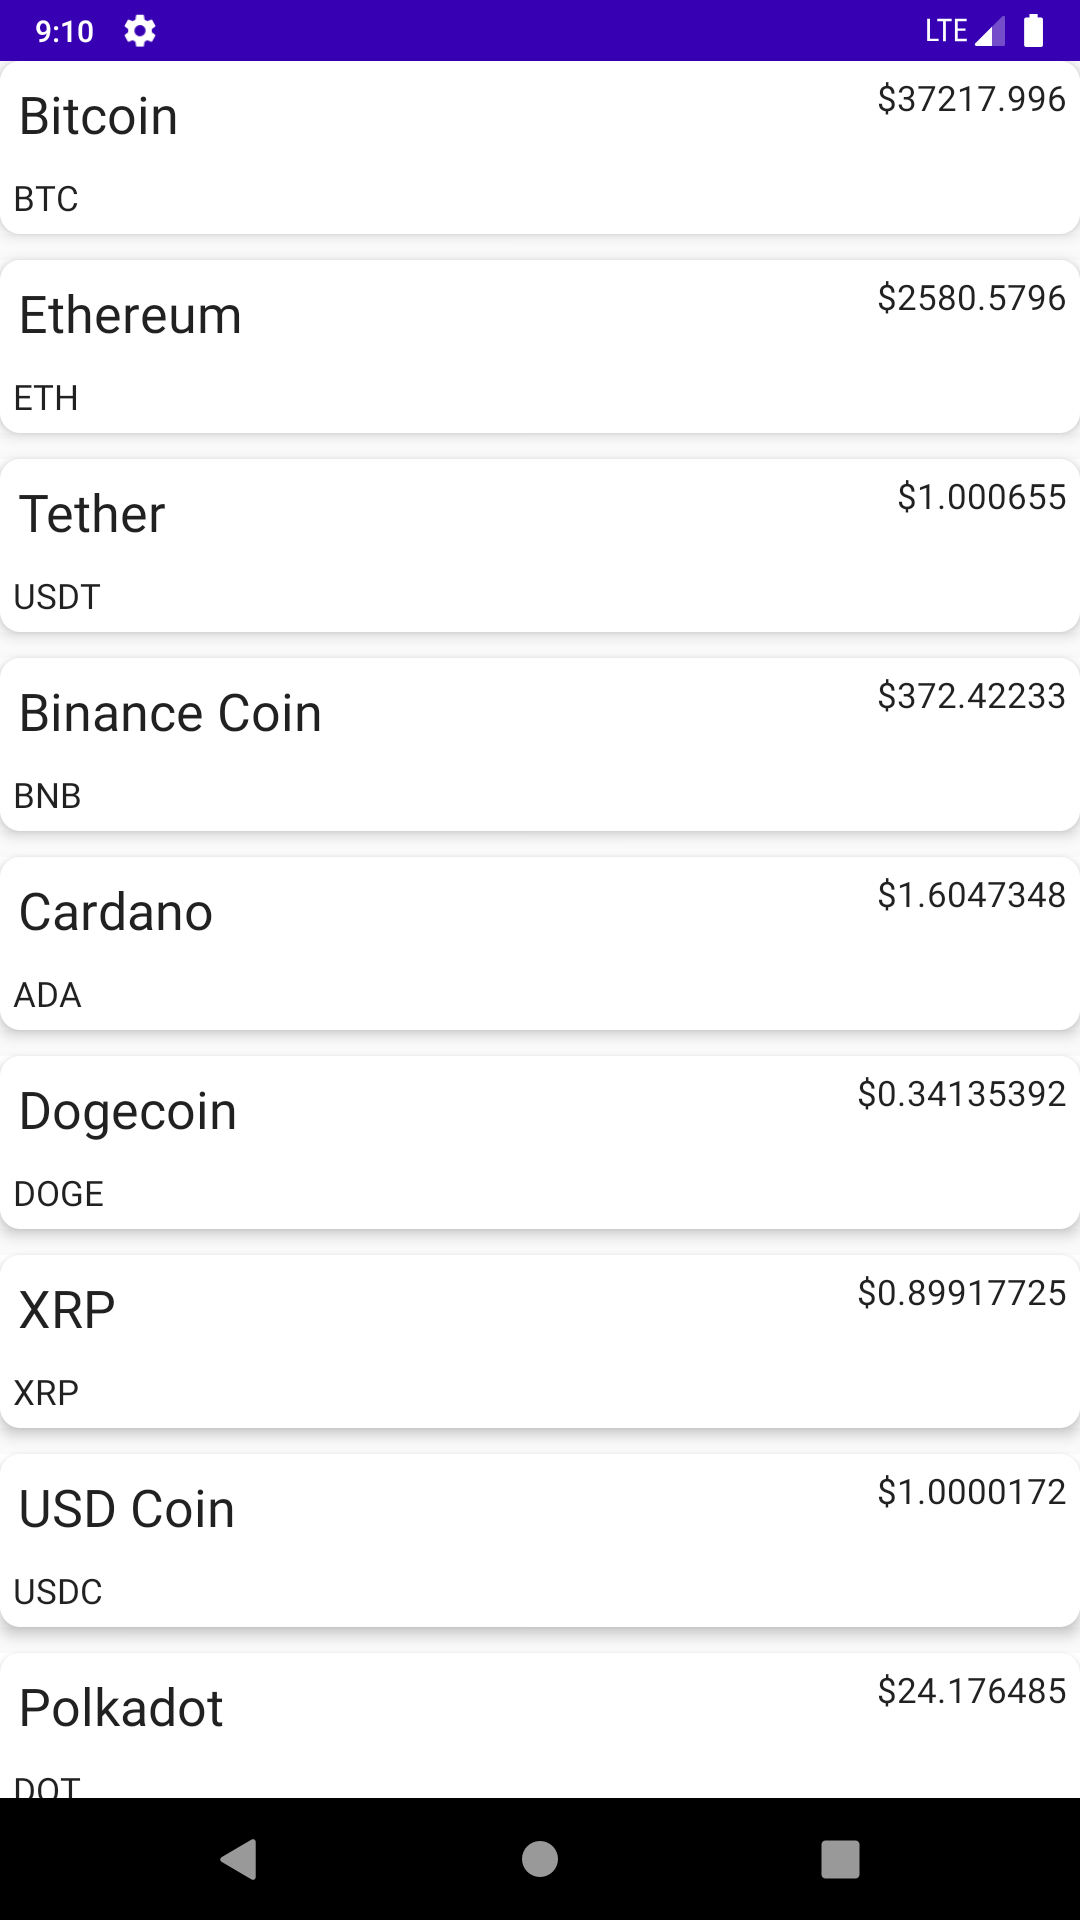 9:10 LTE
Bitcoin $37217.996
BTC
Ethereum $2580.5796
ETH
Tether $1.000655
USDT
Binance Coin $372.42233
BNB
Cardano $1.6047348
ADA
Dogecoin $0.34135392
DOGE
XRP $0.89917725
XRP
USD Coin $1.0000172
USDC
Polkadot $24.176485
DOT